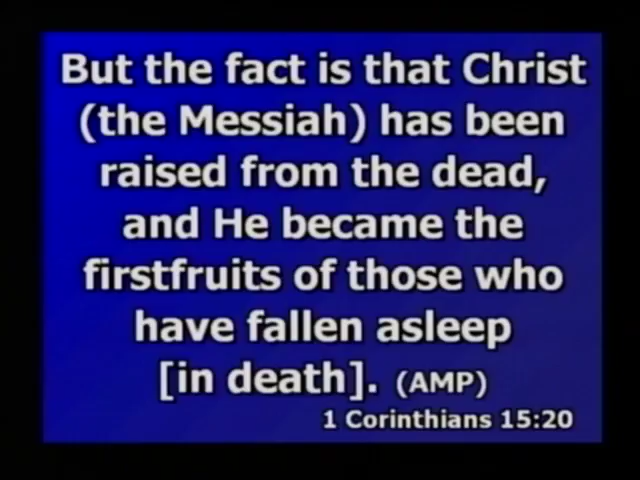 But the fact is that Christ
(the Messiah) has been
raised from the dead,
and He became the
firstfruits of those who
have fallen asleep
[in death]. (AMP)
1 Corinthians 15:20